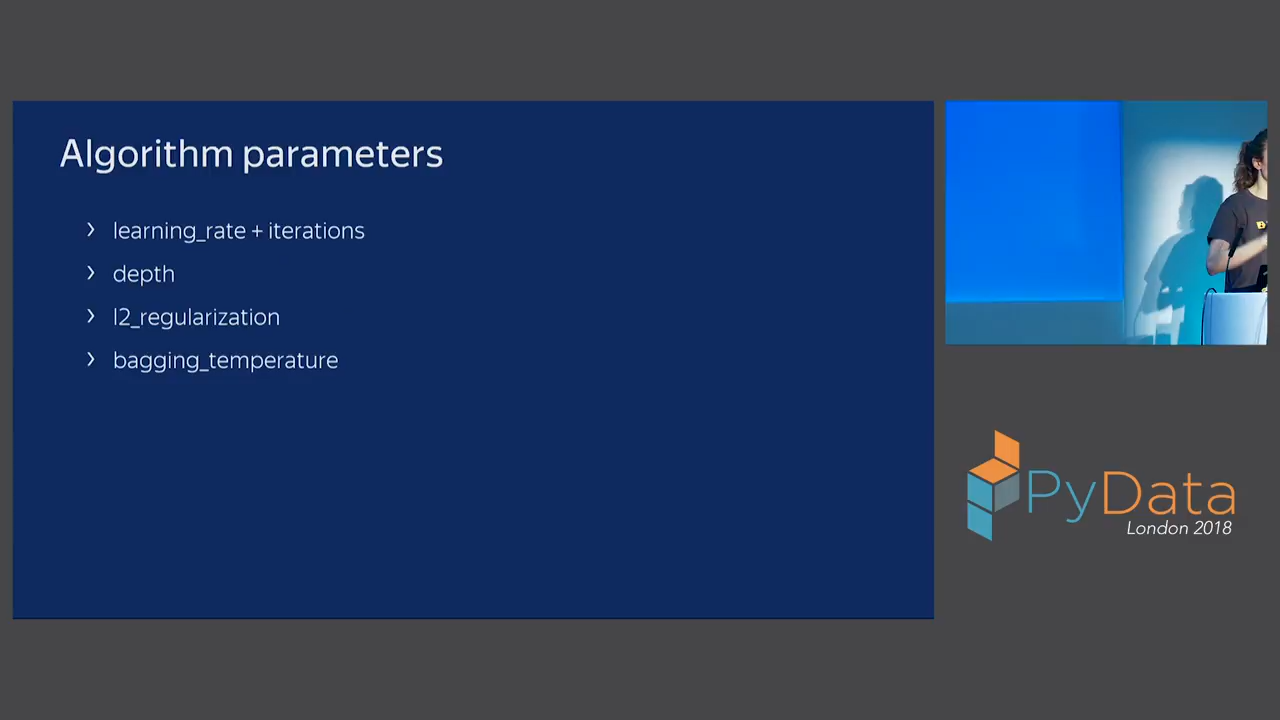 Algorithm parameters
› learning_rate + iterations
› depth
› l2_regularization
› bagging_temperature
PyData
London 2018